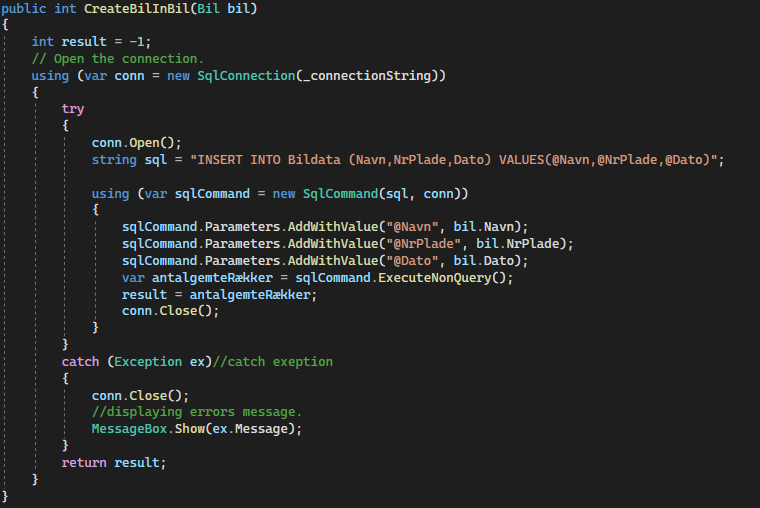 public int CreateBilInBil(Bil bil)
{
int result = -1;
// Open the connection.
using (var conn = new SqlConnection(_connectionString))
{
try
{
conn.Open();
string sql = "INSERT INTO Bildata (Navn,NrPlade,Dato) VALUES(@Navn,@NrPlade,@Dato)";
using (var sqlCommand = new SqlCommand(sql, conn))
{
sqlCommand.Parameters.AddWithValue("@Navn", bil.Navn);
sqlCommand.Parameters.AddWithValue("@NrPlade", bil.NrPlade);
sqlCommand.Parameters.AddWithValue("@Dato", bil.Dato);
var antalgemteRækker = sqlCommand.ExecuteNonQuery();
result = antalgemteRækker;
conn.Close();
}
}
catch (Exception ex)//catch exeption
{
conn.Close();
//displaying errors message.
MessageBox.Show(ex.Message);
}
return result;
}
}